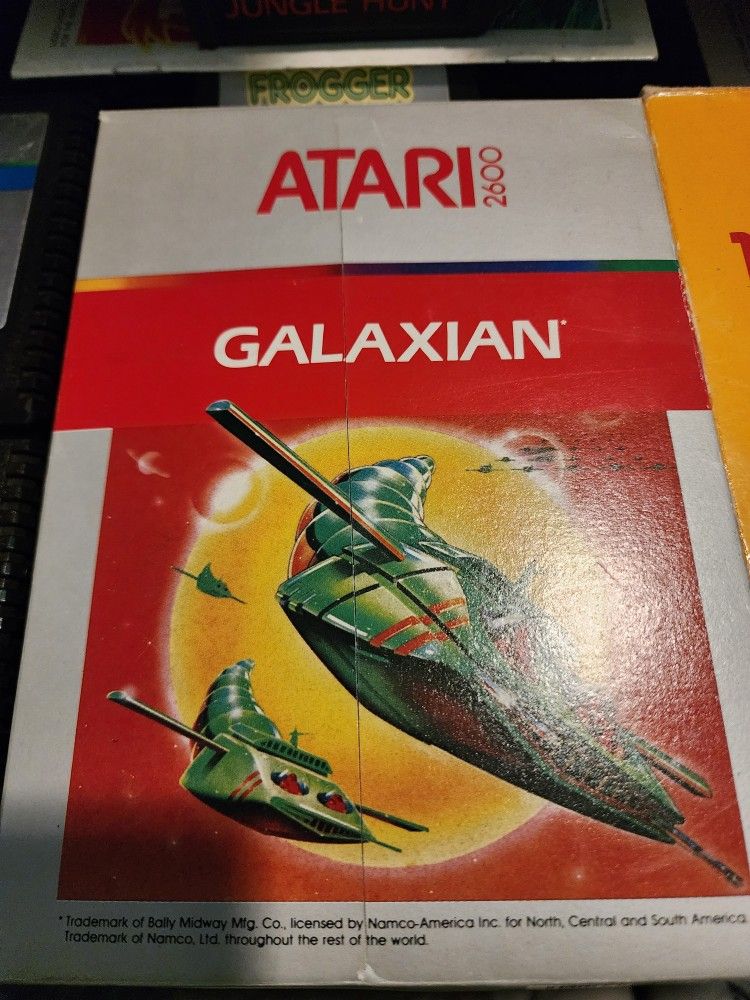 JUNGLE HUNT
FROGGER
ATARI 2600
GALAXIAN*
*Trademark of Bally Midway Mfg. Co., licensed by Namco-America Inc. for North, Central and South America.
Trademark of Namco, Ltd. throughout the rest of the world.